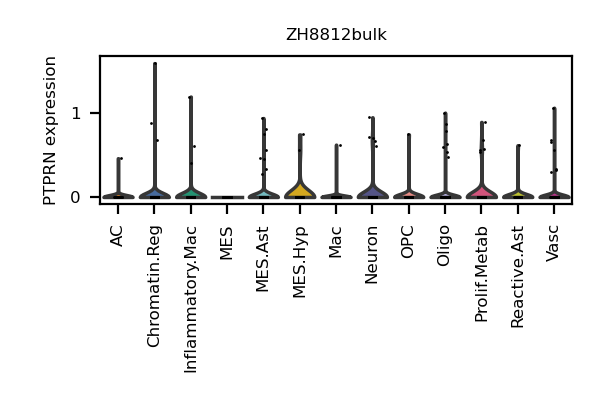 ZH8812bulk
PTPRN expression
1
0
AC
Chromatin.Reg
Inflammatory.Mac
MES
MES.Ast
MES.Hyp
Mac
Neuron
OPC
Oligo
Prolif.Metab
Reactive.Ast
Vasc